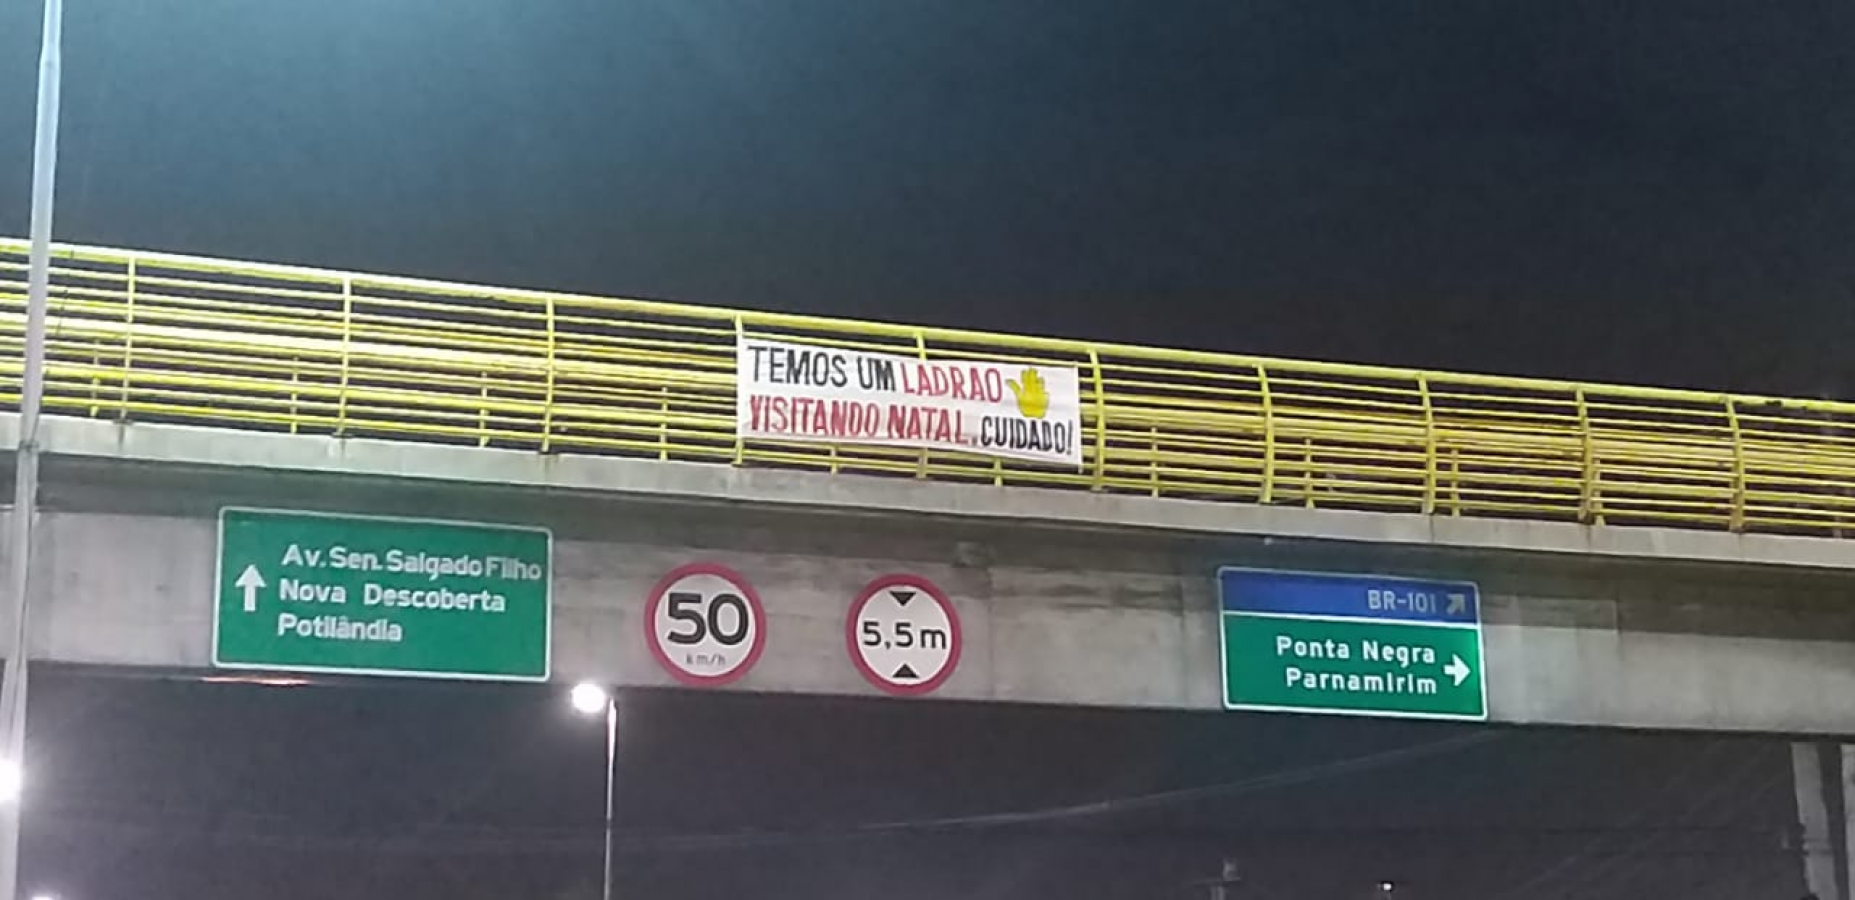 TEMOS UM LADRAO
VISITANDO NATAL. CUIDADO!
Av. Sen. Salgado Filho
Nova Descoberta
Potilândia
50
km/h
5,5m
BR-101
Ponta Negra
Parnamirim